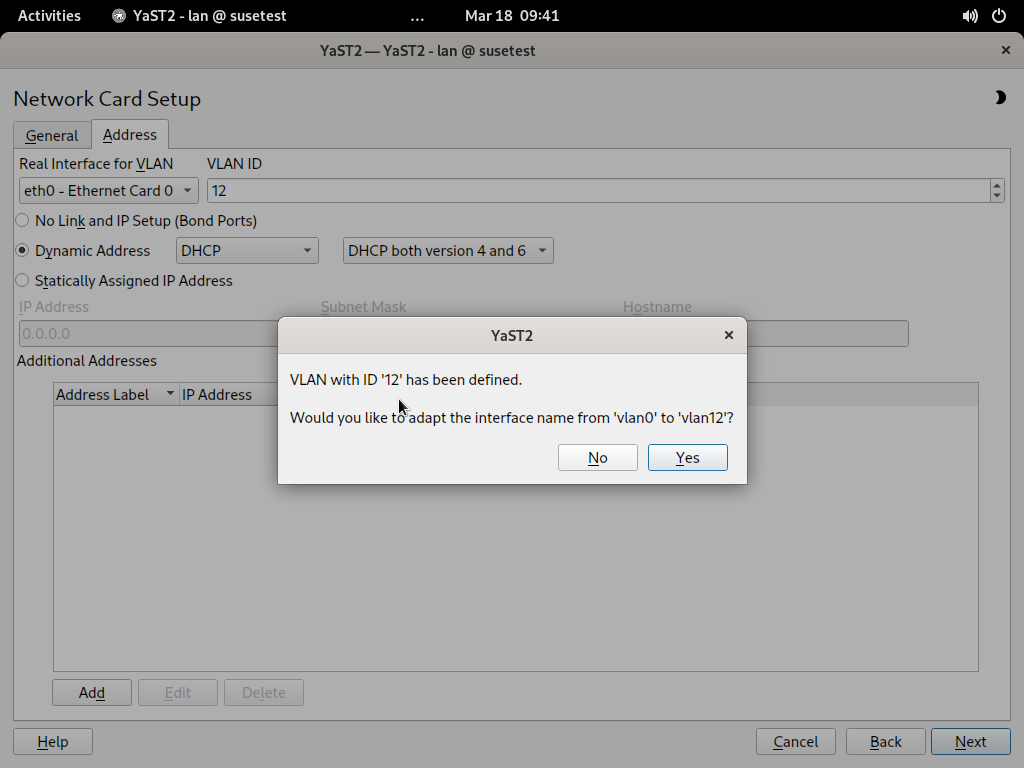 Activities YaST2 - lan @ susetest ... Mar 18 09:41
YaST2 — YaST2 - lan @ susetest ×
Network Card Setup
General Address
Real Interface for VLAN VLAN ID
eth0 - Ethernet Card 0 12
No Link and IP Setup (Bond Ports)
Dynamic Address DHCP DHCP both version 4 and 6
Statically Assigned IP Address
IP Address Subnet Mask Hostname
0.0.0.0
Additional Addresses
Address Label IP Address
YaST2 ×
VLAN with ID '12' has been defined.
Would you like to adapt the interface name from 'vlan0' to 'vlan12'?
No Yes
Add Edit Delete
Help Cancel Back Next